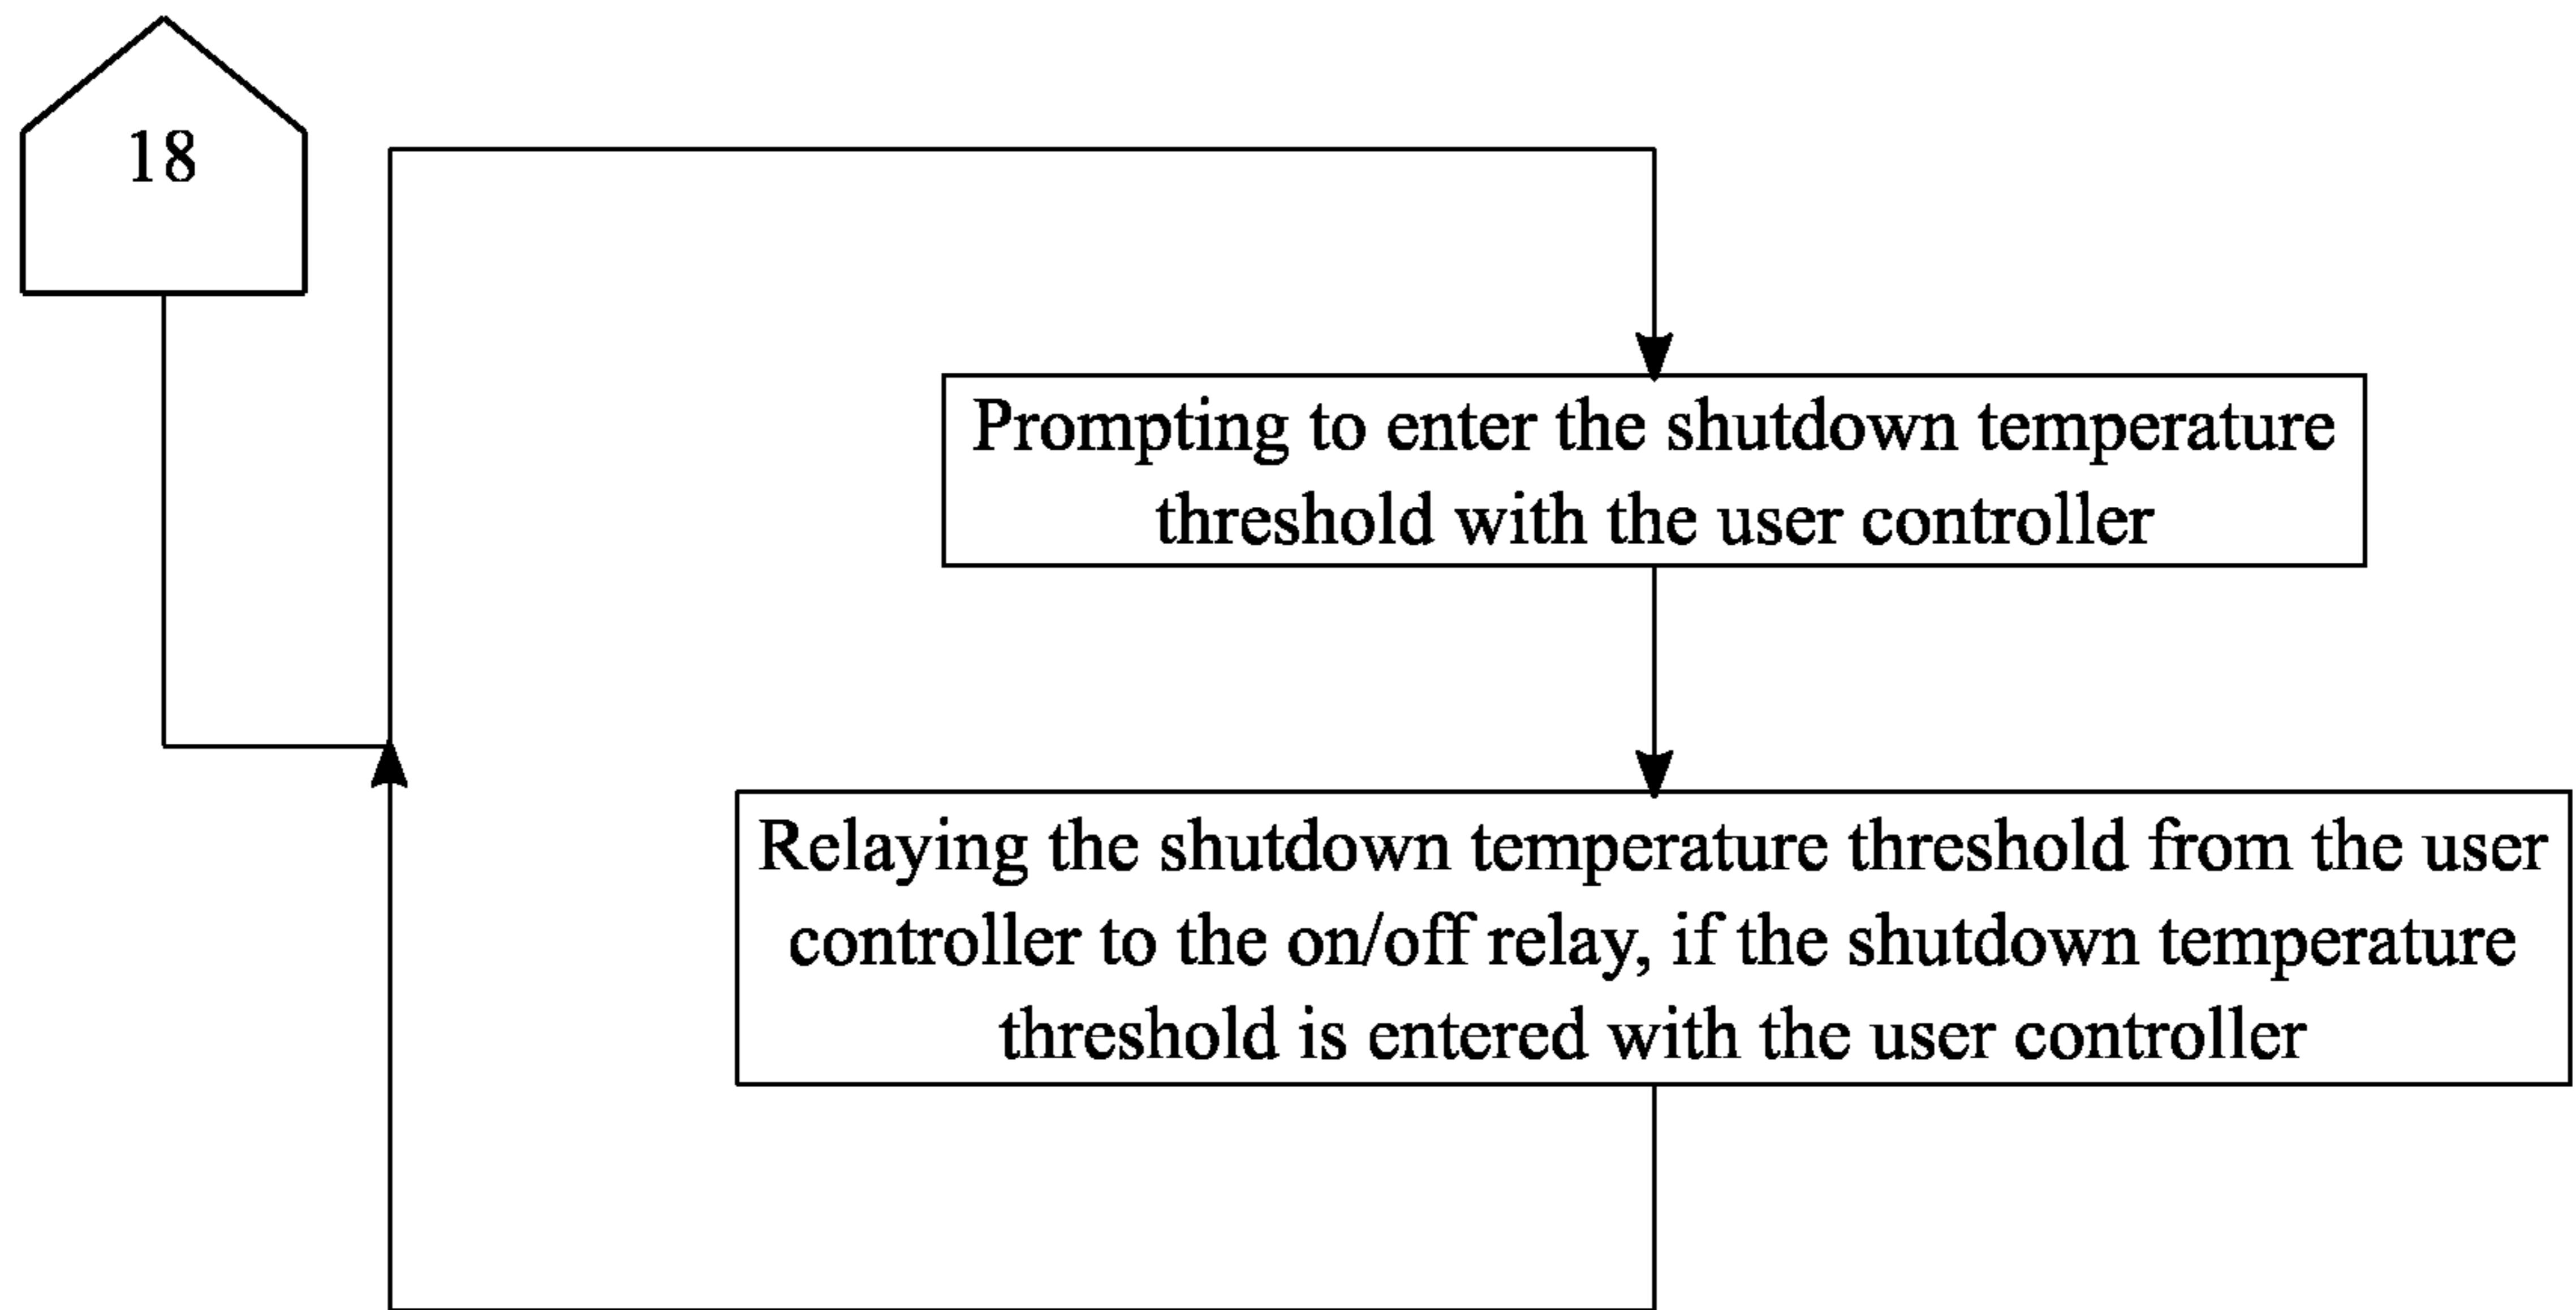 18
Prompting to enter the shutdown temperature
threshold with the user controller
Relaying the shutdown temperature threshold from the user
controller to the on/off relay, if the shutdown temperature
threshold is entered with the user controller